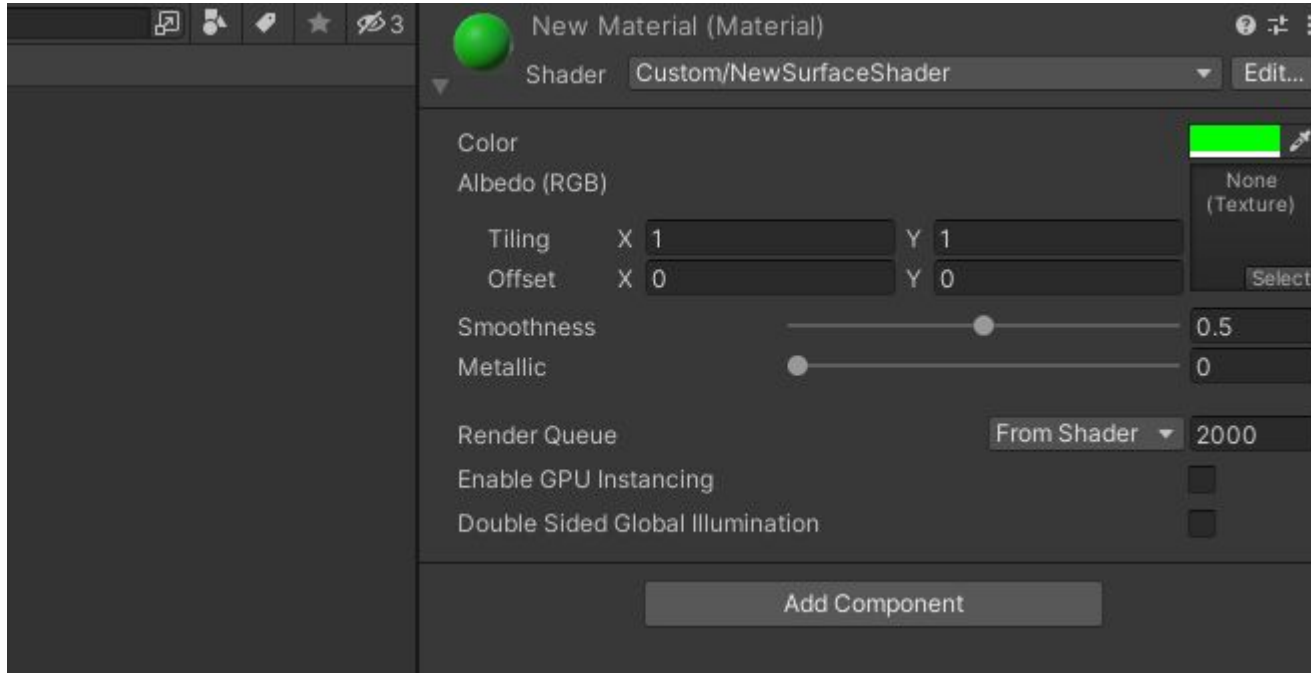 3
New Material (Material)
Shader Custom/NewSurfaceShader Edit...
Color
Albedo (RGB)
None
(Texture)
Tiling X 1 Y 1
Offset X 0 Y 0
Select
Smoothness 0.5
Metallic 0
Render Queue From Shader 2000
Enable GPU Instancing
Double Sided Global Illumination
Add Component